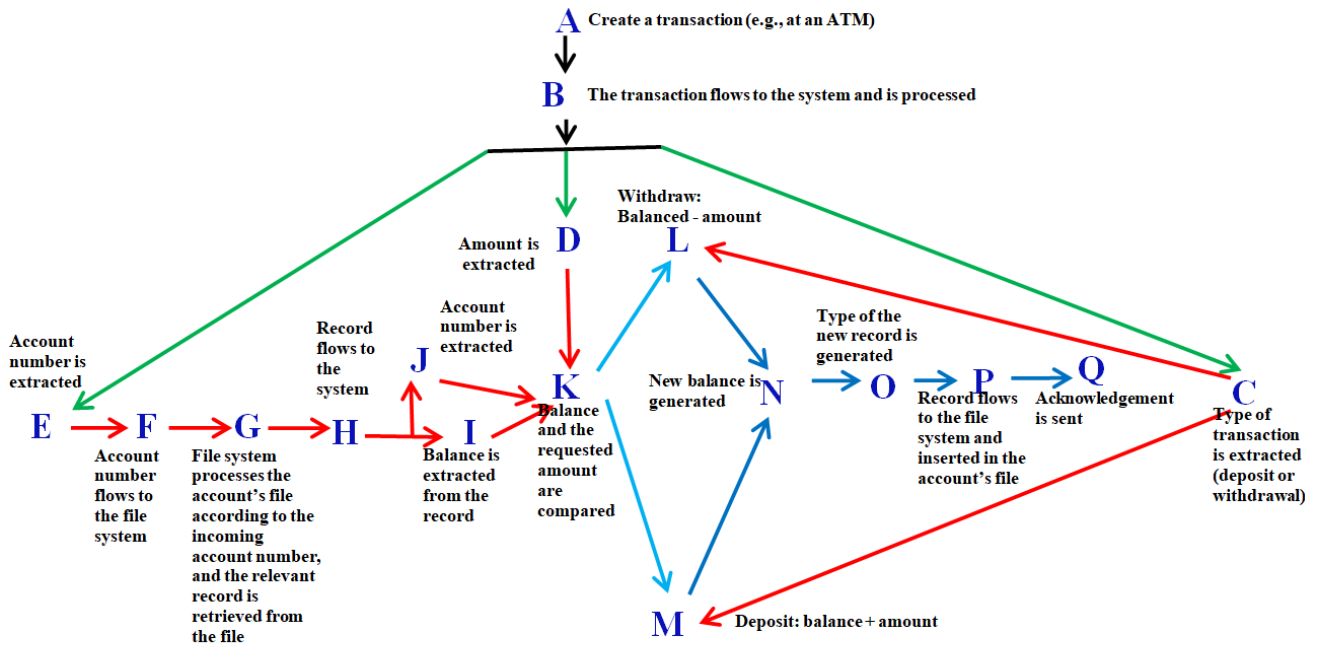 A Create a transaction (e.g., at an ATM)
B The transaction flows to the system and is processed
Withdraw:
Balanced - amount
L
Amount is
extracted
D
Account
number is
extracted
J
Record
flows to
the
system
Account
number is
extracted
Type of the
new record is
generated
E
F
G
H
I
K
New balance is
generated
N
O
P
Q
C
Account
number
flows to
the file
system
File system
processes the
account's file
according to the
incoming
account number,
and the relevant
record is
retrieved from
the file
Balance is
extracted
from the
record
Balance
and the
requested
amount
are
compared
Record flows
to the file
system and
inserted in the
account's file
Acknowledgement
is sent
Type of
transaction
is extracted
(deposit or
withdrawal)
M Deposit: balance + amount